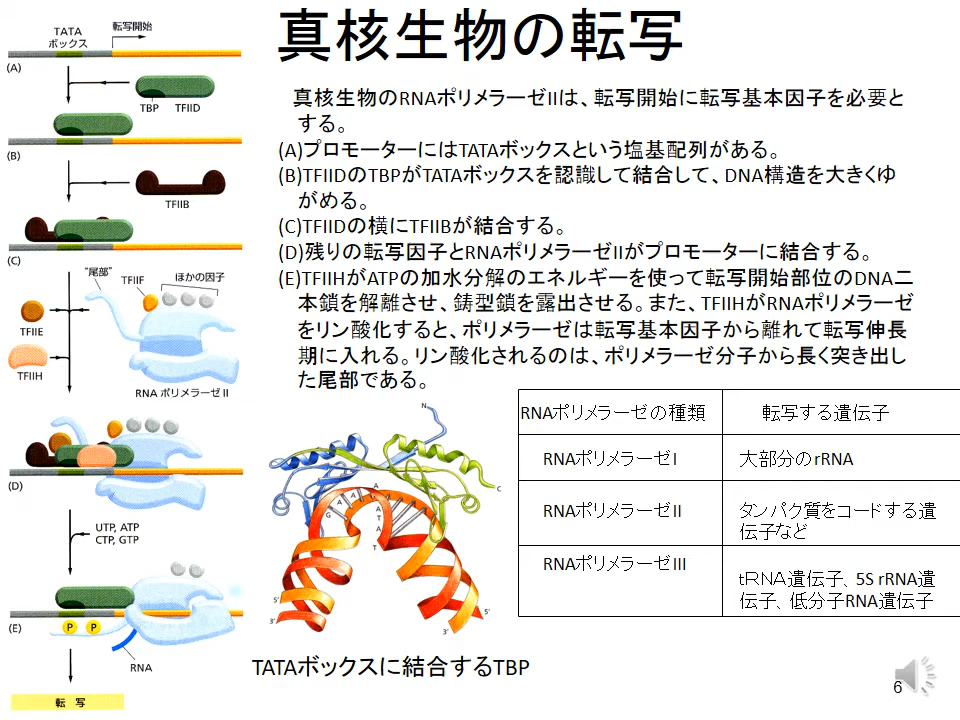 真核生物の転写
TATA
ボックス
転写開始
(A)
TBP TFIID
(B)
TFIIB
(C)
"尾部"
TFIIF
ほかの因子
TFIIE
TFIIH
RNA ポリメラーゼ II
(D)
UTP, ATP
CTP, GTP
(E)
P P
RNA
転 写
真核生物のRNAポリメラーゼIIは、転写開始に転写基本因子を必要と
する。
(A)プロモーターにはTATAボックスという塩基配列がある。
(B)TFIIDのTBPがTATAボックスを認識して結合して、DNA構造を大きくゆ
がめる。
(C)TFIIDの横にTFIIBが結合する。
(D)残りの転写因子とRNAポリメラーゼIIがプロモーターに結合する。
(E)TFIIHがATPの加水分解のエネルギーを使って転写開始部位のDNA二
本鎖を解離させ、鋳型鎖を露出させる。また、TFIIHがRNAポリメラーゼ
をリン酸化すると、ポリメラーゼは転写基本因子から離れて転写伸長
期に入れる。リン酸化されるのは、ポリメラーゼ分子から長く突き出し
た尾部である。
N
C
G A A A
A T A T
5′
3′
5′
3′
TATAボックスに結合するTBP
RNAポリメラーゼの種類 転写する遺伝子
RNAポリメラーゼI 大部分のrRNA
RNAポリメラーゼII タンパク質をコードする遺
伝子など
RNAポリメラーゼIII tRNA遺伝子、5S rRNA遺
伝子、低分子RNA遺伝子
6